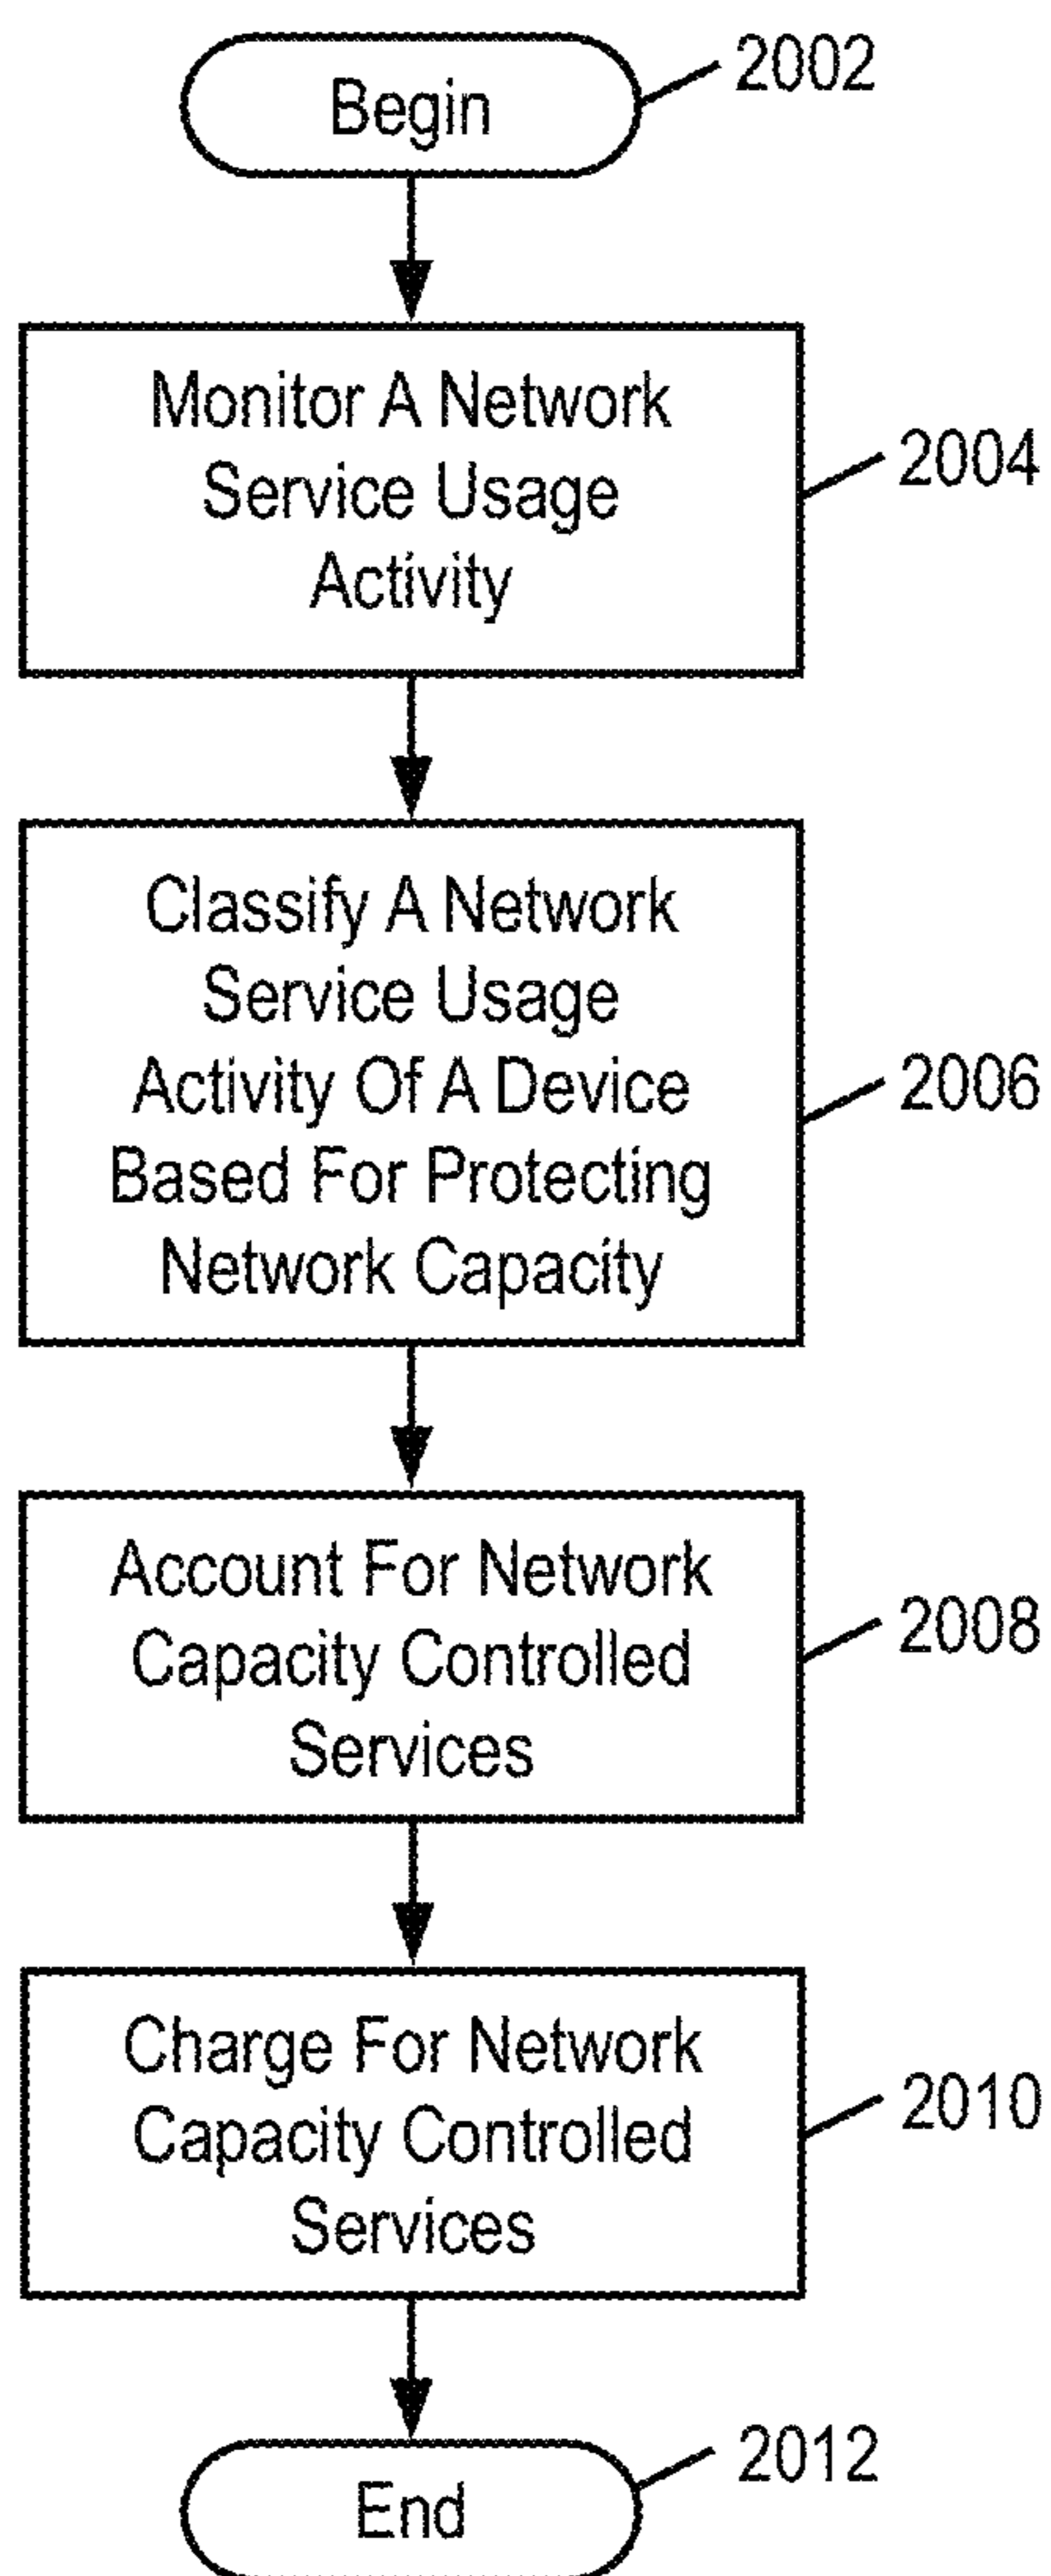 Begin
2002
Monitor A Network
Service Usage
Activity
2004
Classify A Network
Service Usage
Activity Of A Device
Based For Protecting
Network Capacity
2006
Account For Network
Capacity Controlled
Services
2008
Charge For Network
Capacity Controlled
Services
2010
End
2012